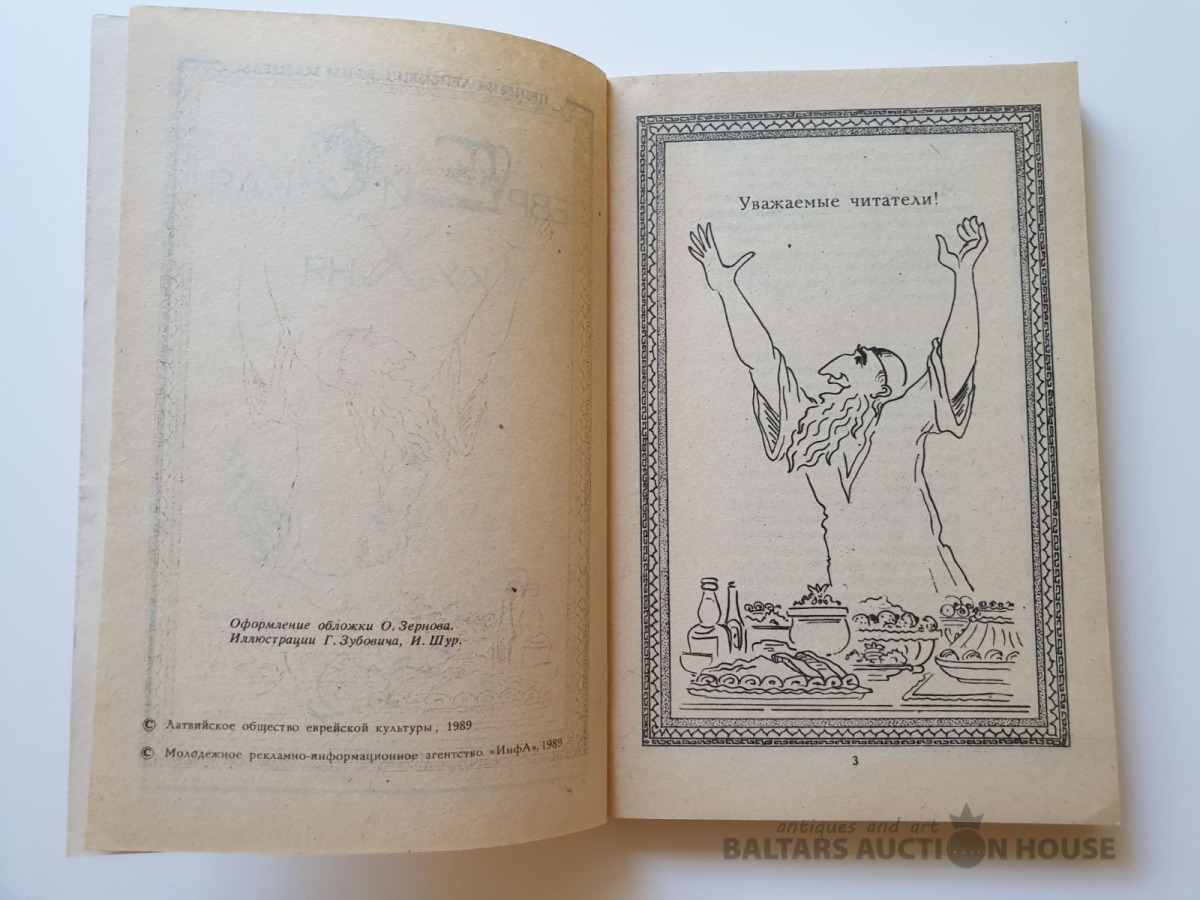 Оформление обложки О. Зернова.
Иллюстрации Г. Зубовича, И. Шур.
© Латвийское общество еврейской культуры, 1989
© Молодежное рекламно-информационное агентство «ИнфА», 1989
Уважаемые читатели!
3
antiques and art
BALTARS AUCTION HOUSE